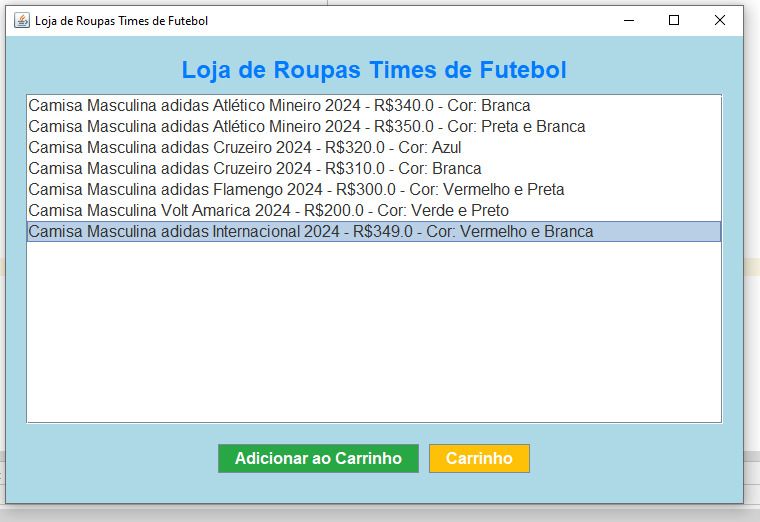 Loja de Roupas Times de Futebol
Loja de Roupas Times de Futebol
Camisa Masculina adidas Atlético Mineiro 2024 - R$340.0 - Cor: Branca
Camisa Masculina adidas Atlético Mineiro 2024 - R$350.0 - Cor: Preta e Branca
Camisa Masculina adidas Cruzeiro 2024 - R$320.0 - Cor: Azul
Camisa Masculina adidas Cruzeiro 2024 - R$310.0 - Cor: Branca
Camisa Masculina adidas Flamengo 2024 - R$300.0 - Cor: Vermelho e Preta
Camisa Masculina Volt Amarica 2024 - R$200.0 - Cor: Verde e Preto
Camisa Masculina adidas Internacional 2024 - R$349.0 - Cor: Vermelho e Branca
Adicionar ao Carrinho Carrinho